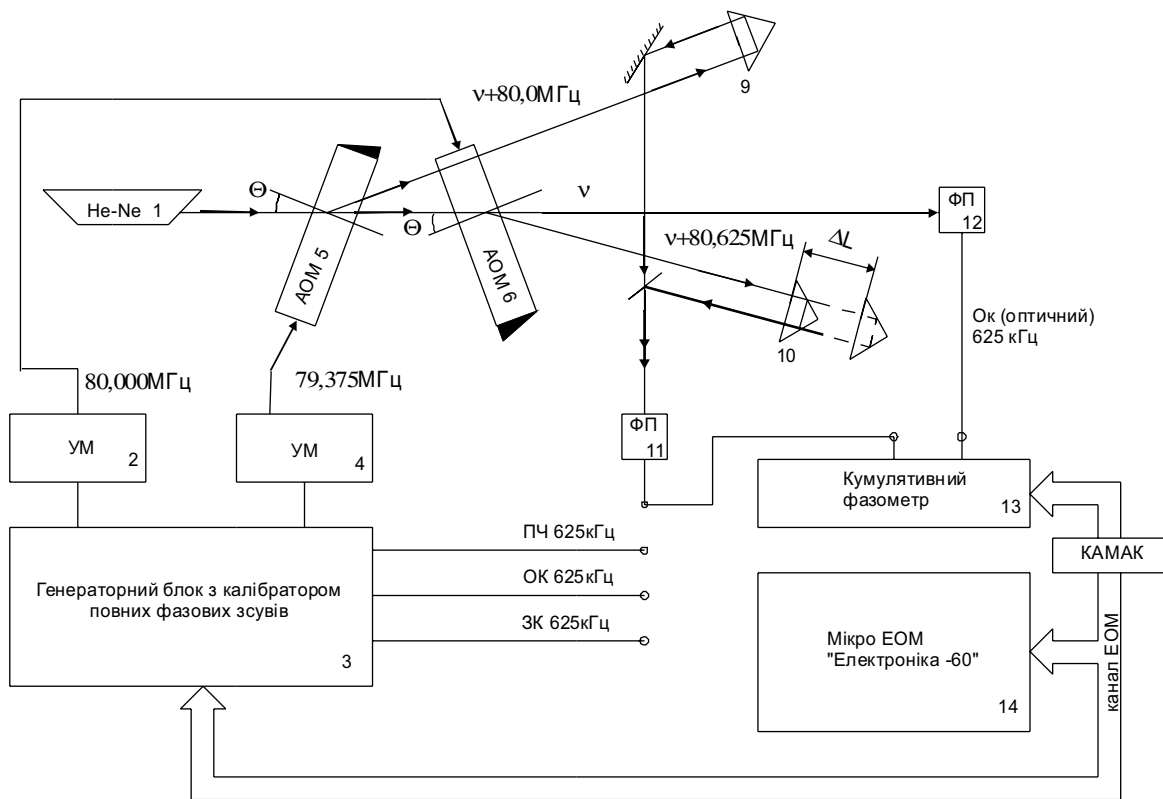 9
ν+80,0МГц
Θ
ν
He-Ne 1
Θ
ФП
12
АОМ 5
АОМ 6
ν+80,625МГц
ΔL
10
Ок (оптичний)
625 кГц
80,000МГц
79,375МГц
УМ
2
УМ
4
ФП
11
Кумулятивний
фазометр
13
КАМАК
ПЧ 625кГц
ОК 625кГц
ЗК 625кГц
Генераторний блок з калібратором
повних фазових зсувів
3
Мікро ЕОМ
"Електроніка -60"
14
канал ЕОМ